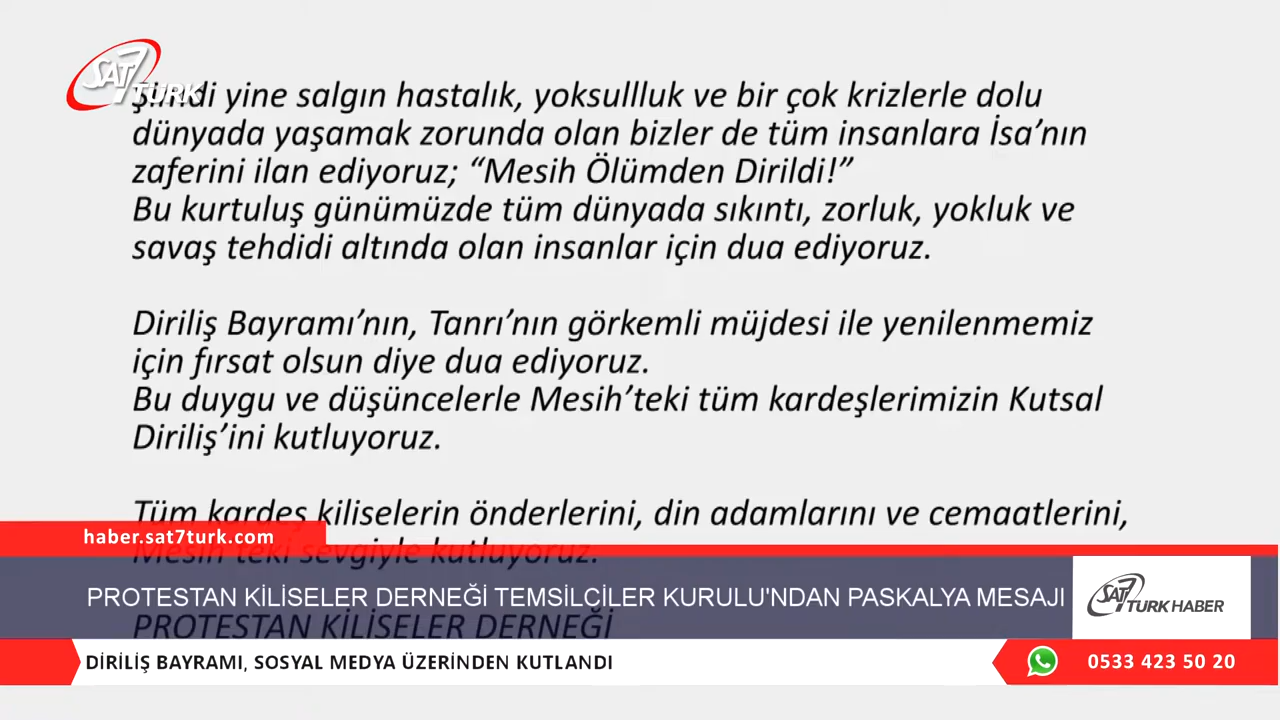 SAT7 TÜRK
Şimdi yine salgın hastalık, yoksullluk ve bir çok krizlerle dolu
dünyada yaşamak zorunda olan bizler de tüm insanlara İsa’nın
zaferini ilan ediyoruz; “Mesih Ölümden Dirildi!”
Bu kurtuluş günümüzde tüm dünyada sıkıntı, zorluk, yokluk ve
savaş tehdidi altında olan insanlar için dua ediyoruz.
Diriliş Bayramı’nın, Tanrı’nın görkemli müjdesi ile yenilenmemiz
için fırsat olsun diye dua ediyoruz.
Bu duygu ve düşüncelerle Mesih’teki tüm kardeşlerimizin Kutsal
Diriliş’ini kutluyoruz.
Tüm kardeş kiliselerin önderlerini, din adamlarını ve cemaatlerini,
Mesih’teki sevgiyle kutluyoruz.
PROTESTAN KİLİSELER DERNEĞİ
haber.sat7turk.com
PROTESTAN KİLİSELER DERNEĞİ TEMSİLCİLER KURULU'NDAN PASKALYA MESAJI
SAT7 TURK HABER
DİRİLİŞ BAYRAMI, SOSYAL MEDYA ÜZERİNDEN KUTLANDI
0533 423 50 20